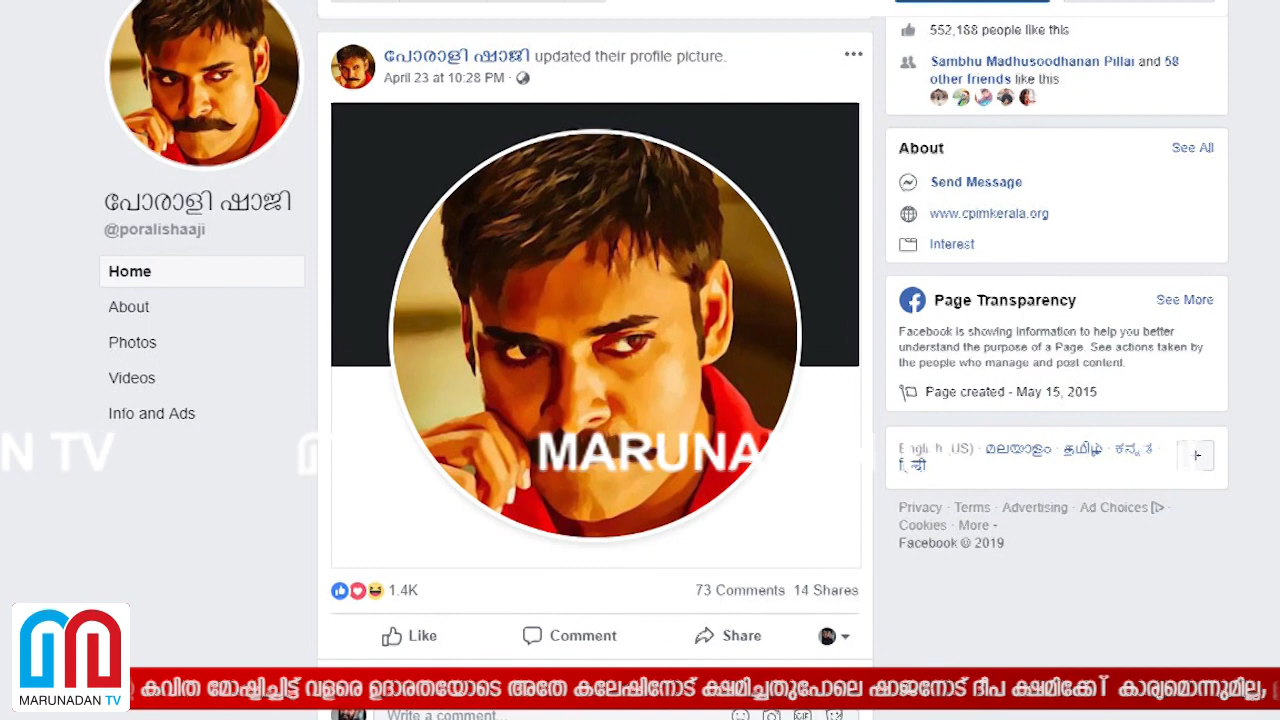 പോരാളി ഷാജി
@poralishaaji
Home
About
Photos
Videos
Info and Ads
പോരാളി ഷാജി updated their profile picture.
April 23 at 10:28 PM ·
MARUNA
N TV
1.4K
73 Comments 14 Shares
Like
Comment
Share
Write a comment...
552,188 people like this
Sambhu Madhusoodhanan Pillai and 58
other friends like this
About
See All
Send Message
www.cpimkerala.org
Interest
Page Transparency
See More
Facebook is showing information to help you better
understand the purpose of a Page. See actions taken by
the people who manage and post content.
Page created - May 15, 2015
(US) · മലയാളം · தமிழ் ·
Privacy · Terms · Advertising · Ad Choices ·
Cookies · More
Facebook © 2019
MARUNADAN TV
കവിത മോഷ്ടിച്ചിട്ട് വളരെ ഉദാരതയോടെ അതേ കലേഷിനോട് ക്ഷമിച്ചതുപോലെ ഷാജനോട് ദീപ കാര്യമൊന്നുമില്ല,